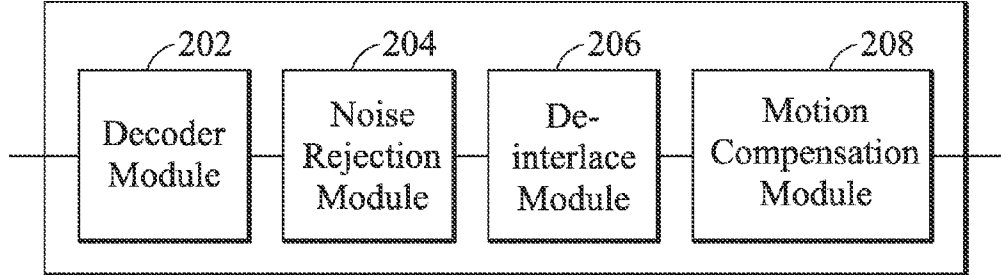 202
204
206
208
Decoder
Module
Noise
Rejection
Module
De-
interlace
Module
Motion
Compensation
Module